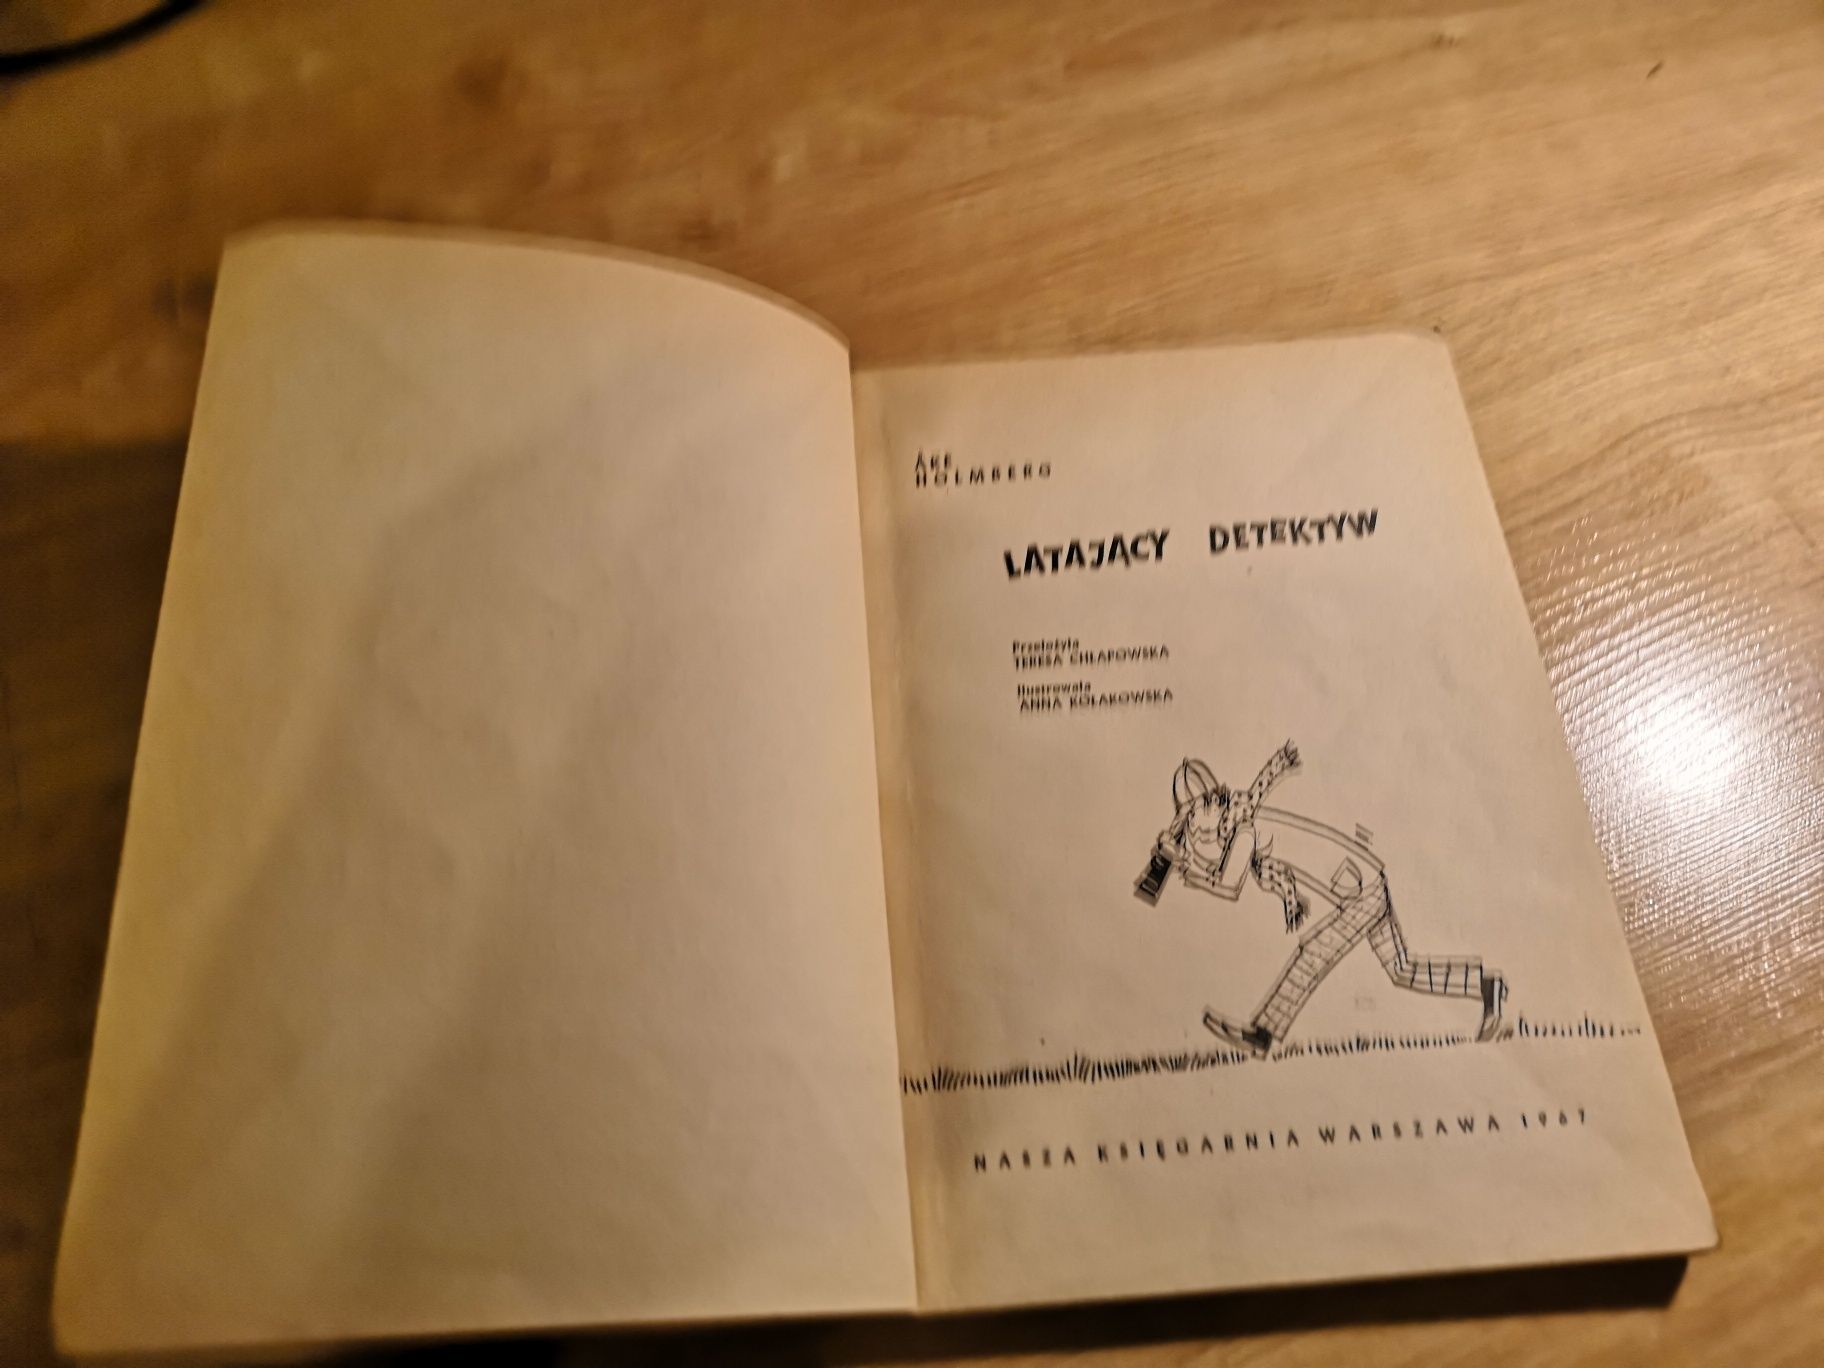 ÅKE
HOLMBERG
LATAJĄCY DETEKTYW
Przełożyła
TERESA CHŁAPOWSKA
Ilustrowała
ANNA KOŁAKOWSKA
NASZA KSIĘGARNIA WARSZAWA 1967